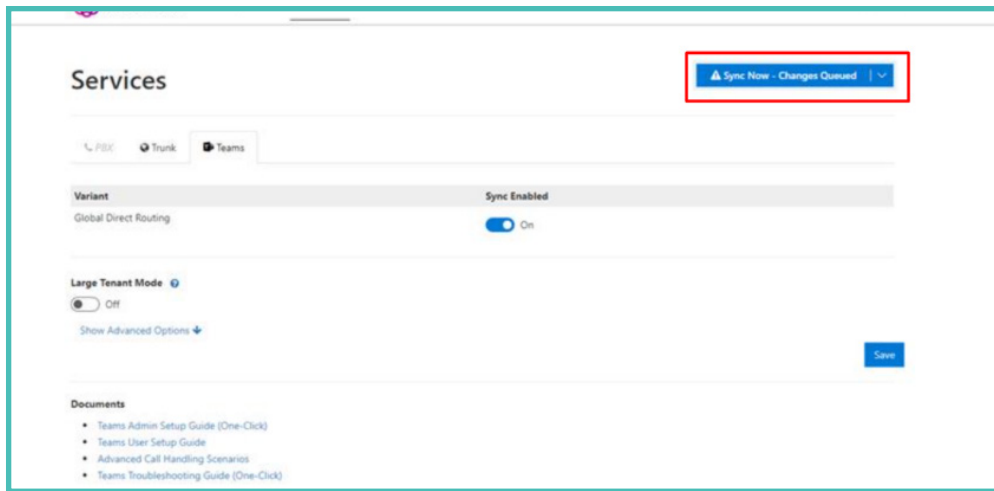 Services
Sync Now - Changes Queued
PBX Trunk Teams
Variant Sync Enabled
Global Direct Routing On
Large Tenant Mode ?
Off
Show Advanced Options
Save
Documents
Teams Admin Setup Guide (One-Click)
Teams User Setup Guide
Advanced Call Handling Scenarios
Teams Troubleshooting Guide (One-Click)